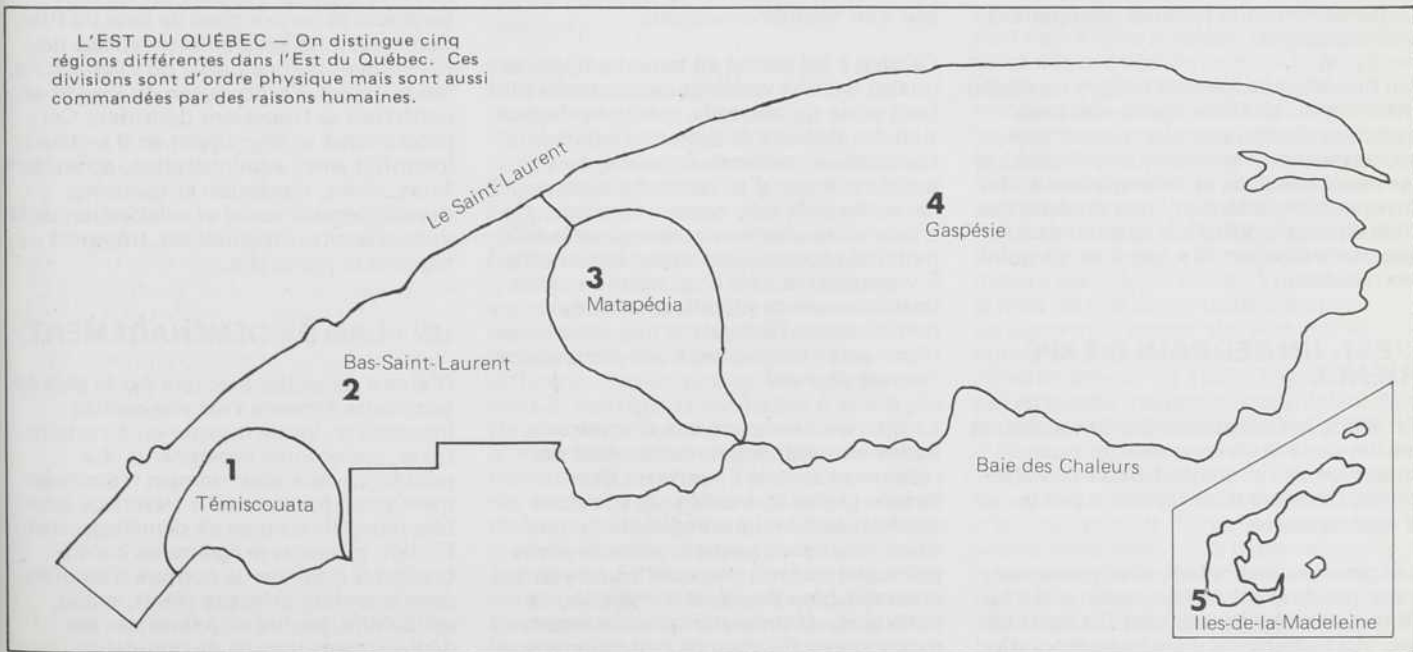 L'EST DU QUÉBEC — On distingue cinq
régions différentes dans l'Est du Québec. Ces
divisions sont d'ordre physique mais sont aussi
commandées par des raisons humaines.
Le Saint-Laurent
4
Gaspésie
3
Matapédia
Bas-Saint-Laurent
2
1
Témiscouata
Baie des Chaleurs
5
Iles-de-la-Madeleine